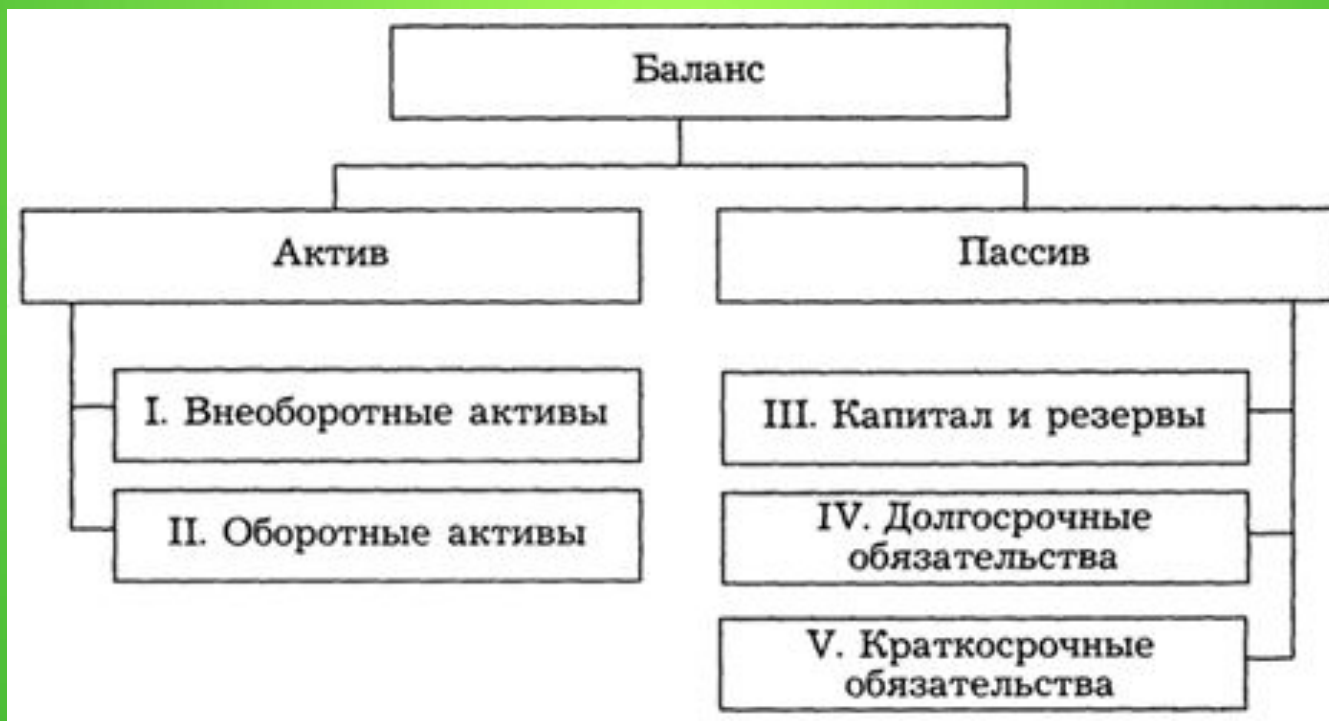 Баланс
Актив
Пассив
I. Внеоборотные активы
II. Оборотные активы
III. Капитал и резервы
IV. Долгосрочные
обязательства
V. Краткосрочные
обязательства